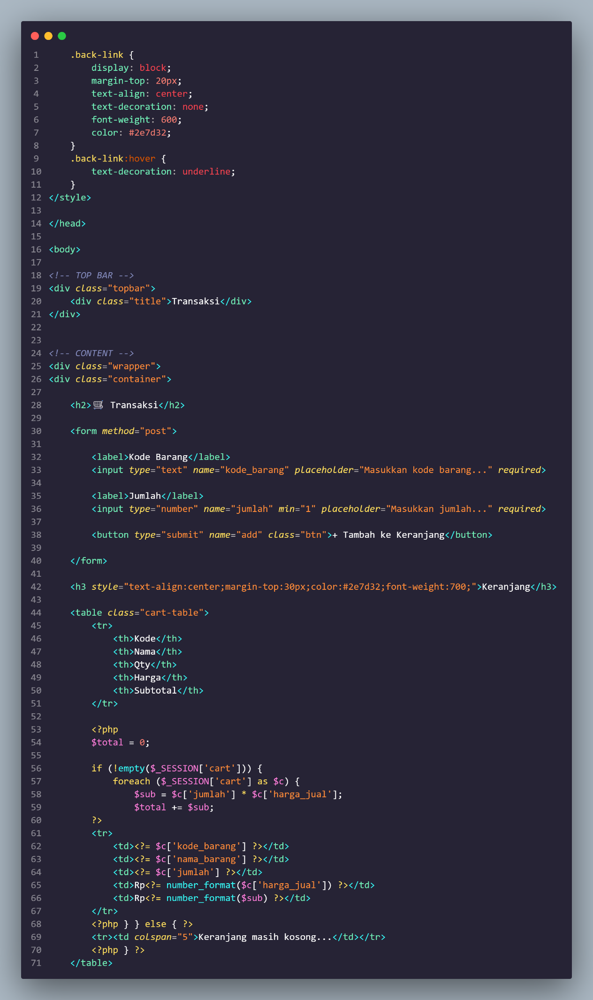 1 .back-link {
2 display: block;
3 margin-top: 20px;
4 text-align: center;
5 text-decoration: none;
6 font-weight: 600;
7 color: #2e7d32;
8 }
9 .back-link:hover {
10 text-decoration: underline;
11 }
12 </style>
13
14 </head>
15
16 <body>
17
18 <!-- TOP BAR -->
19 <div class="topbar">
20 <div class="title">Transaksi</div>
21 </div>
22
23
24 <!-- CONTENT -->
25 <div class="wrapper">
26 <div class="container">
27
28 <h2>🛒 Transaksi</h2>
29
30 <form method="post">
31
32 <label>Kode Barang</label>
33 <input type="text" name="kode_barang" placeholder="Masukkan kode barang..." required>
34
35 <label>Jumlah</label>
36 <input type="number" name="jumlah" min="1" placeholder="Masukkan jumlah..." required>
37
38 <button type="submit" name="add" class="btn">+ Tambah ke Keranjang</button>
39
40 </form>
41
42 <h3 style="text-align:center;margin-top:30px;color:#2e7d32;font-weight:700;">Keranjang</h3>
43
44 <table class="cart-table">
45 <tr>
46 <th>Kode</th>
47 <th>Nama</th>
48 <th>Qty</th>
49 <th>Harga</th>
50 <th>Subtotal</th>
51 </tr>
52
53 <?php
54 $total = 0;
55
56 if (!empty($_SESSION['cart'])) {
57 foreach ($_SESSION['cart'] as $c) {
58 $sub = $c['jumlah'] * $c['harga_jual'];
59 $total += $sub;
60 ?>
61 <tr>
62 <td><?= $c['kode_barang'] ?></td>
63 <td><?= $c['nama_barang'] ?></td>
64 <td><?= $c['jumlah'] ?></td>
65 <td>Rp<?= number_format($c['harga_jual']) ?></td>
66 <td>Rp<?= number_format($sub) ?></td>
67 </tr>
68 <?php } } else { ?>
69 <tr><td colspan="5">Keranjang masih kosong...</td></tr>
70 <?php } ?>
71 </table>